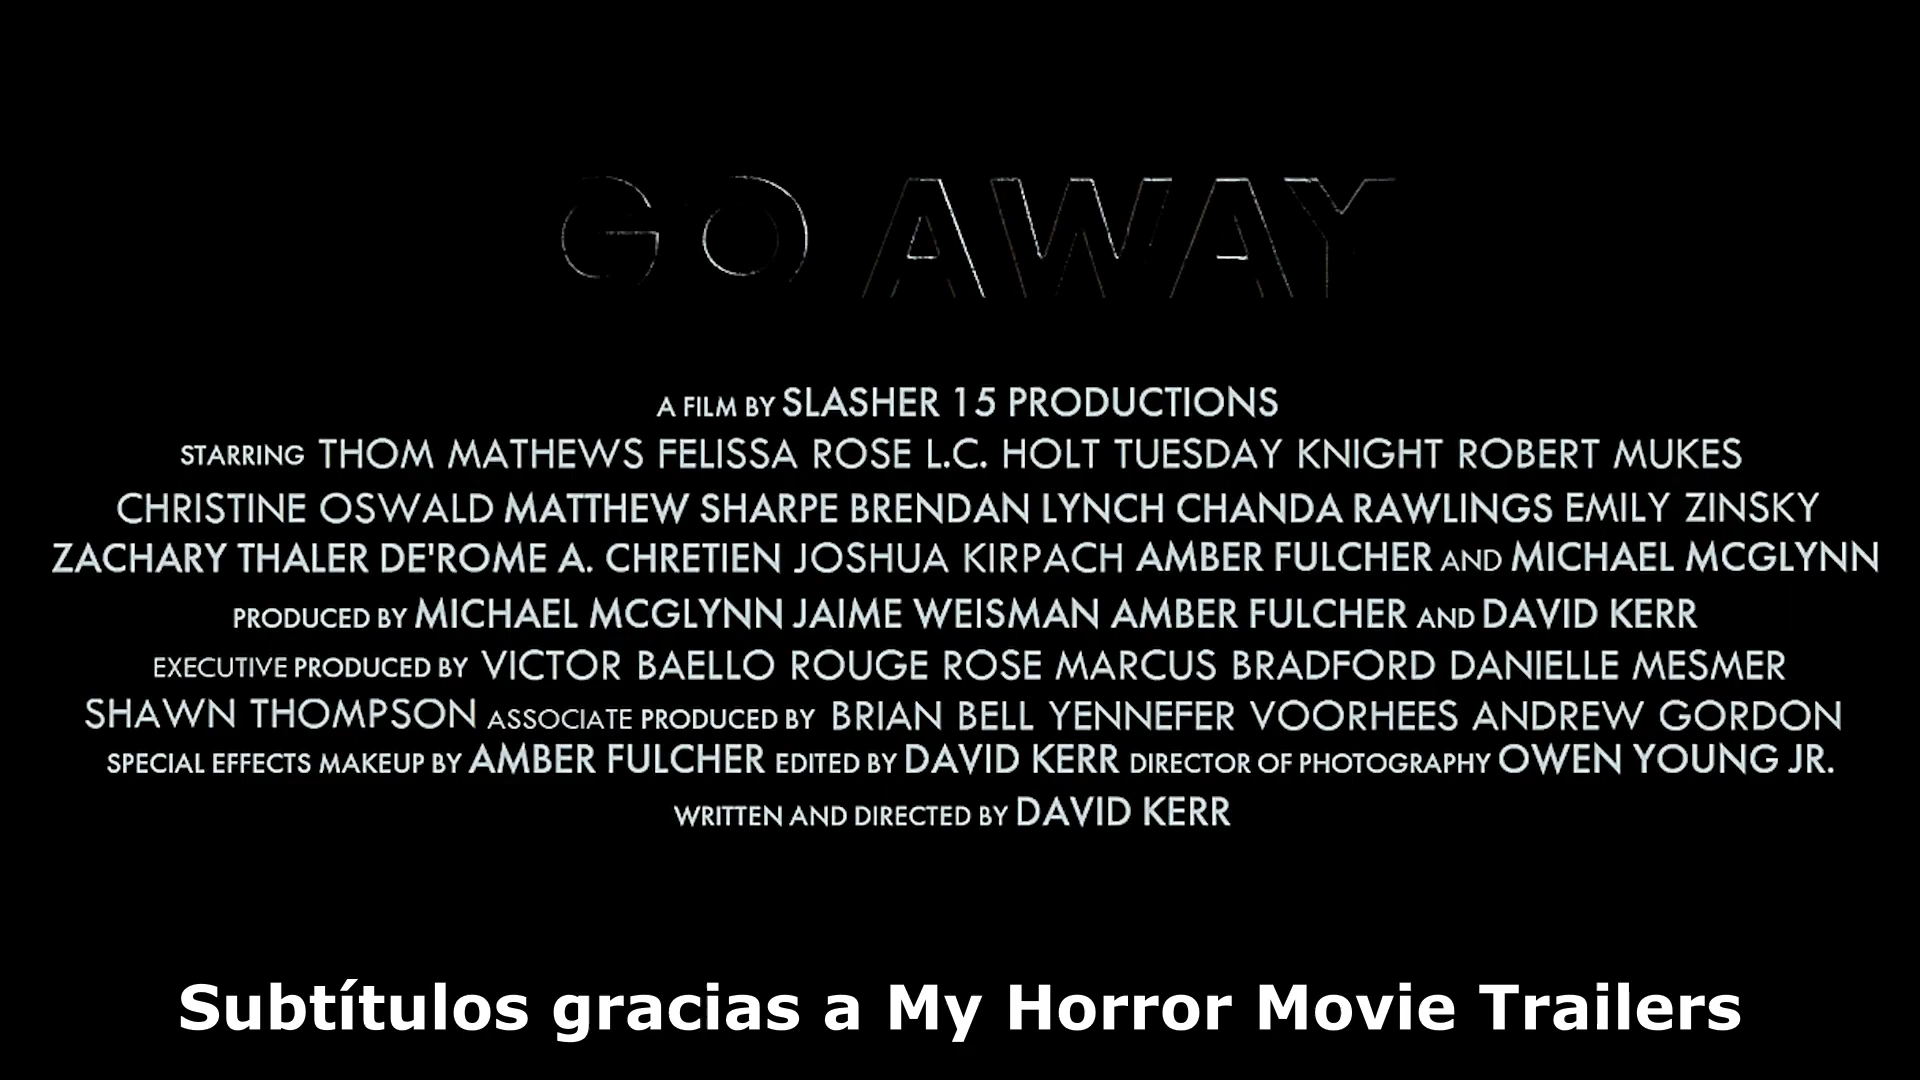 GO AWAY
A FILM BY SLASHER 15 PRODUCTIONS
STARRING THOM MATHEWS FELISSA ROSE L.C. HOLT TUESDAY KNIGHT ROBERT MUKES
CHRISTINE OSWALD MATTHEW SHARPE BRENDAN LYNCH CHANDA RAWLINGS EMILY ZINSKY
ZACHARY THALER DE'ROME A. CHRETIEN JOSHUA KIRPACH AMBER FULCHER AND MICHAEL MCGLYNN
PRODUCED BY MICHAEL MCGLYNN JAIME WEISMAN AMBER FULCHER AND DAVID KERR
EXECUTIVE PRODUCED BY VICTOR BAELLO ROUGE ROSE MARCUS BRADFORD DANIELLE MESMER
SHAWN THOMPSON ASSOCIATE PRODUCED BY BRIAN BELL YENNEFER VOORHEES ANDREW GORDON
SPECIAL EFFECTS MAKEUP BY AMBER FULCHER EDITED BY DAVID KERR DIRECTOR OF PHOTOGRAPHY OWEN YOUNG JR.
WRITTEN AND DIRECTED BY DAVID KERR
Subtítulos gracias a My Horror Movie Trailers